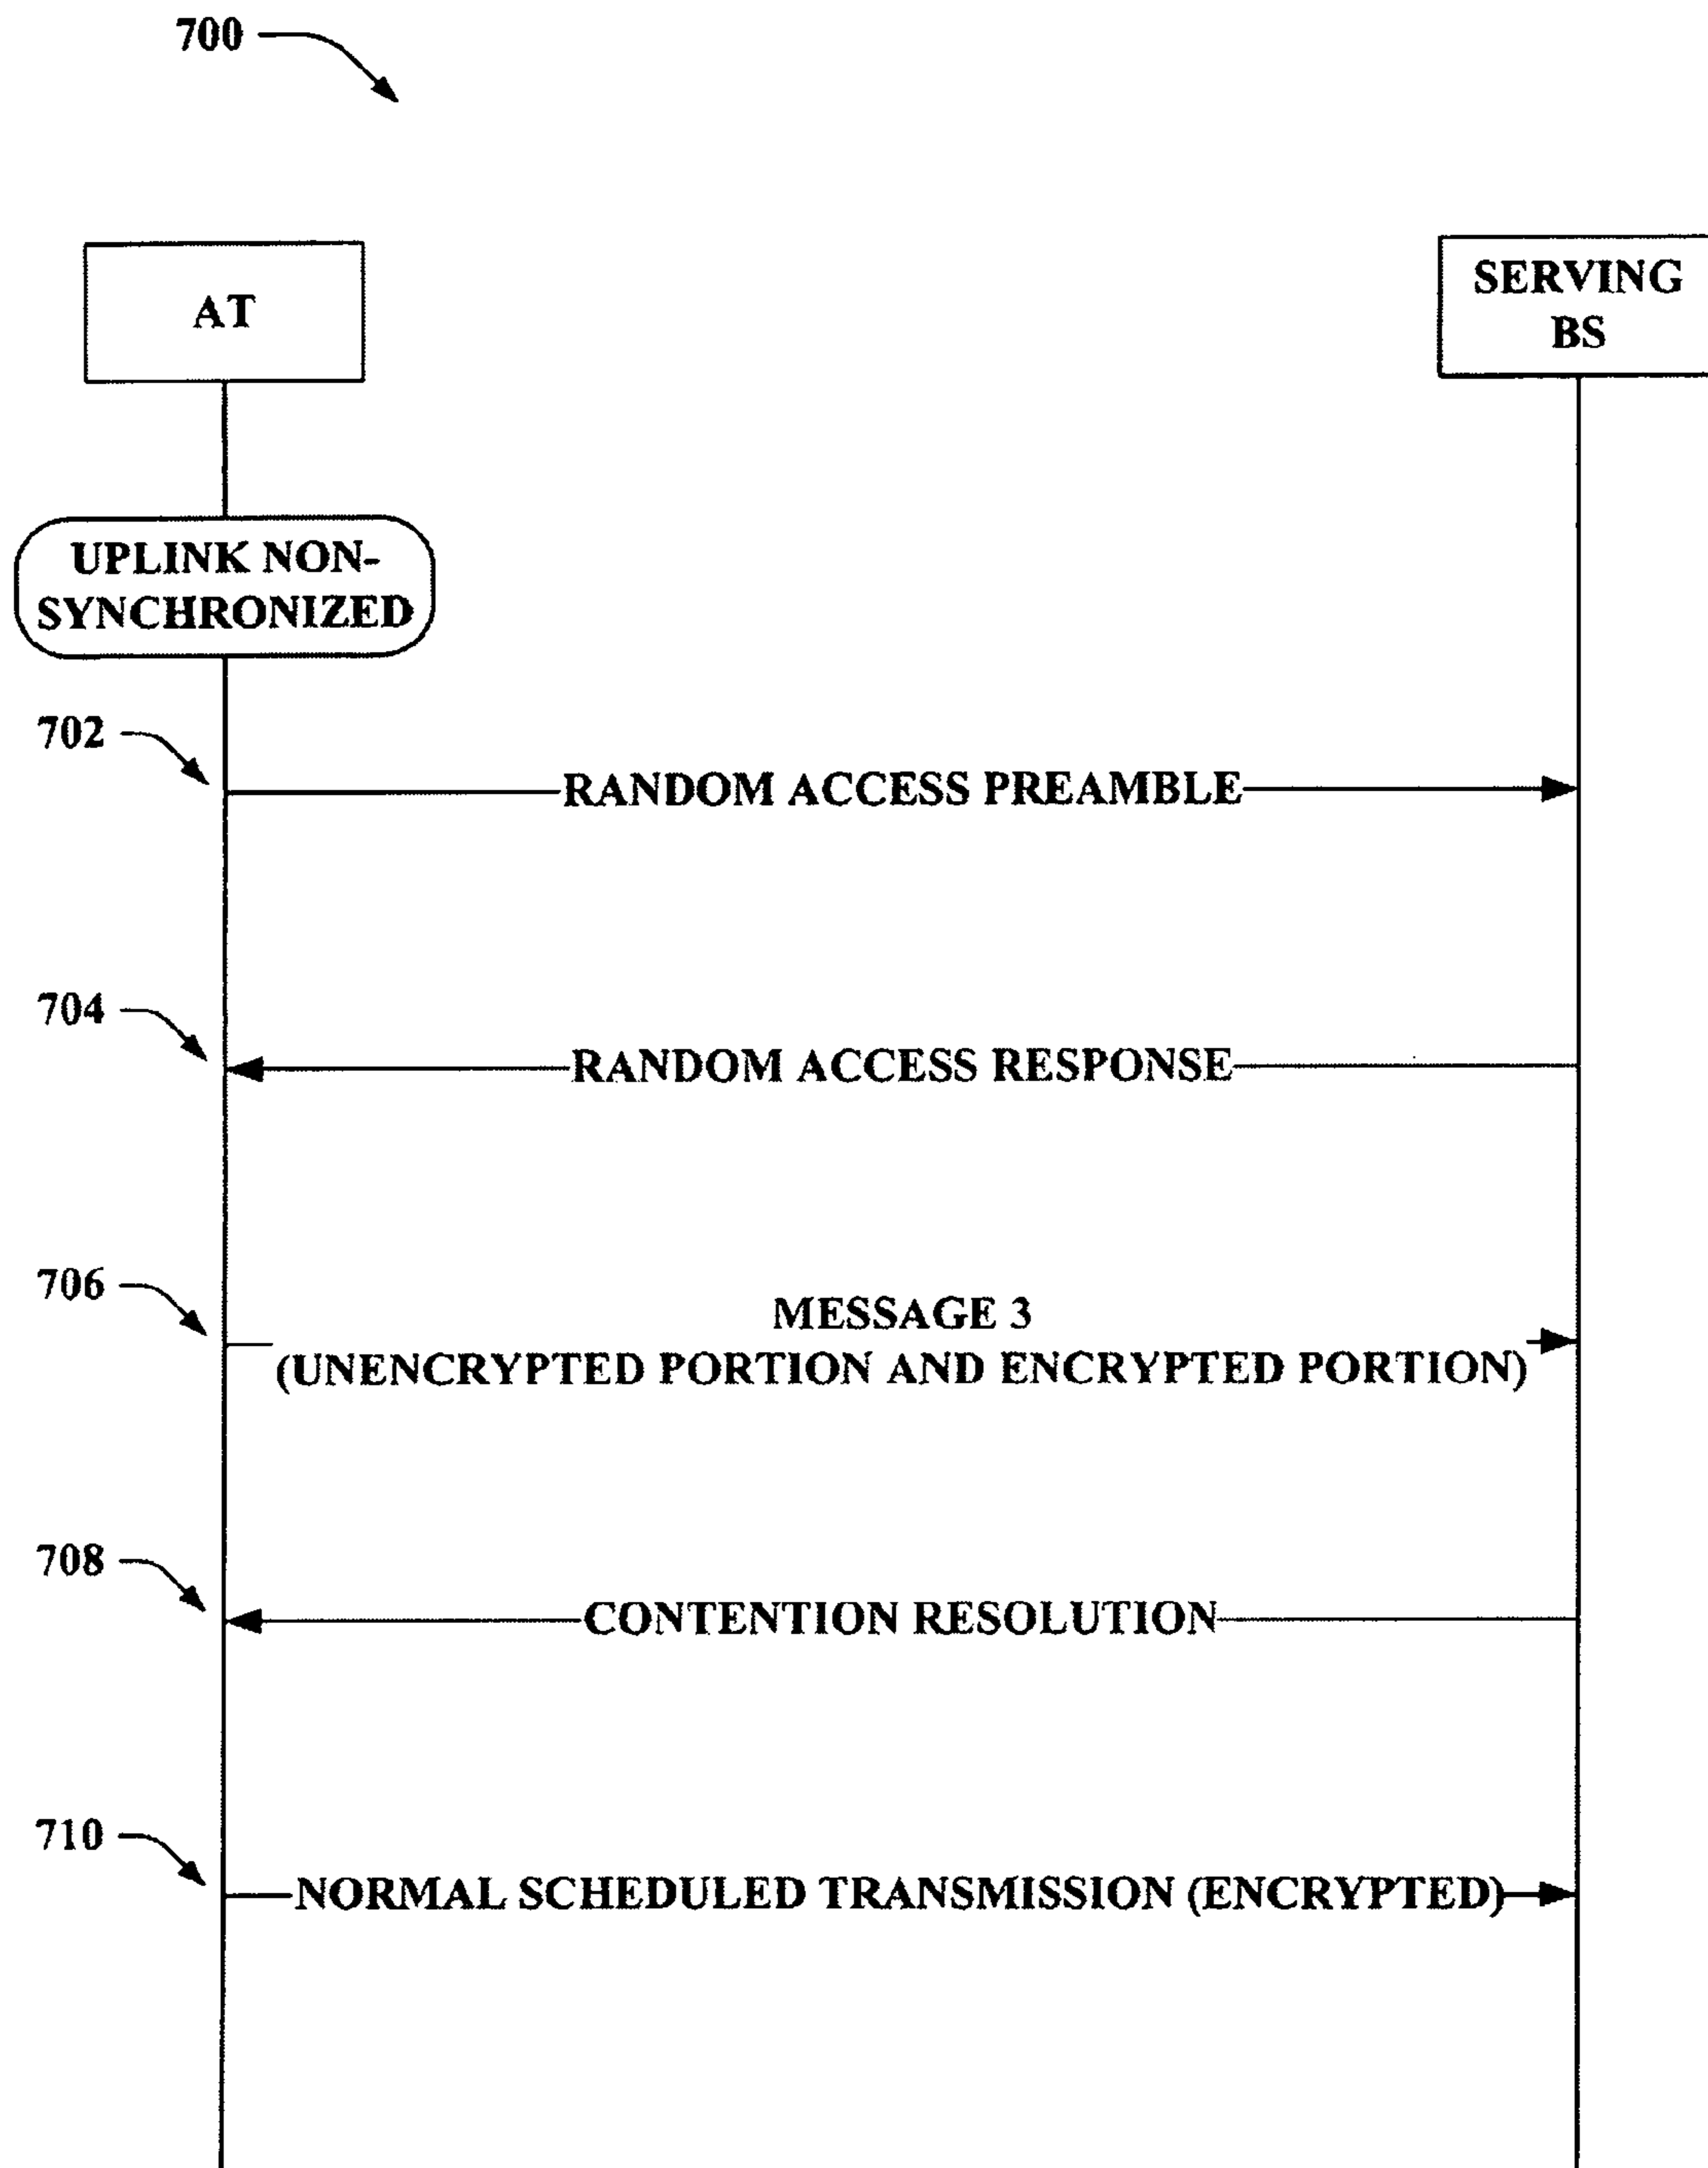 700
AT
SERVING
BS
UPLINK NON-
SYNCHRONIZED
702
RANDOM ACCESS PREAMBLE
704
RANDOM ACCESS RESPONSE
706
MESSAGE 3
(UNENCRYPTED PORTION AND ENCRYPTED PORTION)
708
CONTENTION RESOLUTION
710
NORMAL SCHEDULED TRANSMISSION (ENCRYPTED)